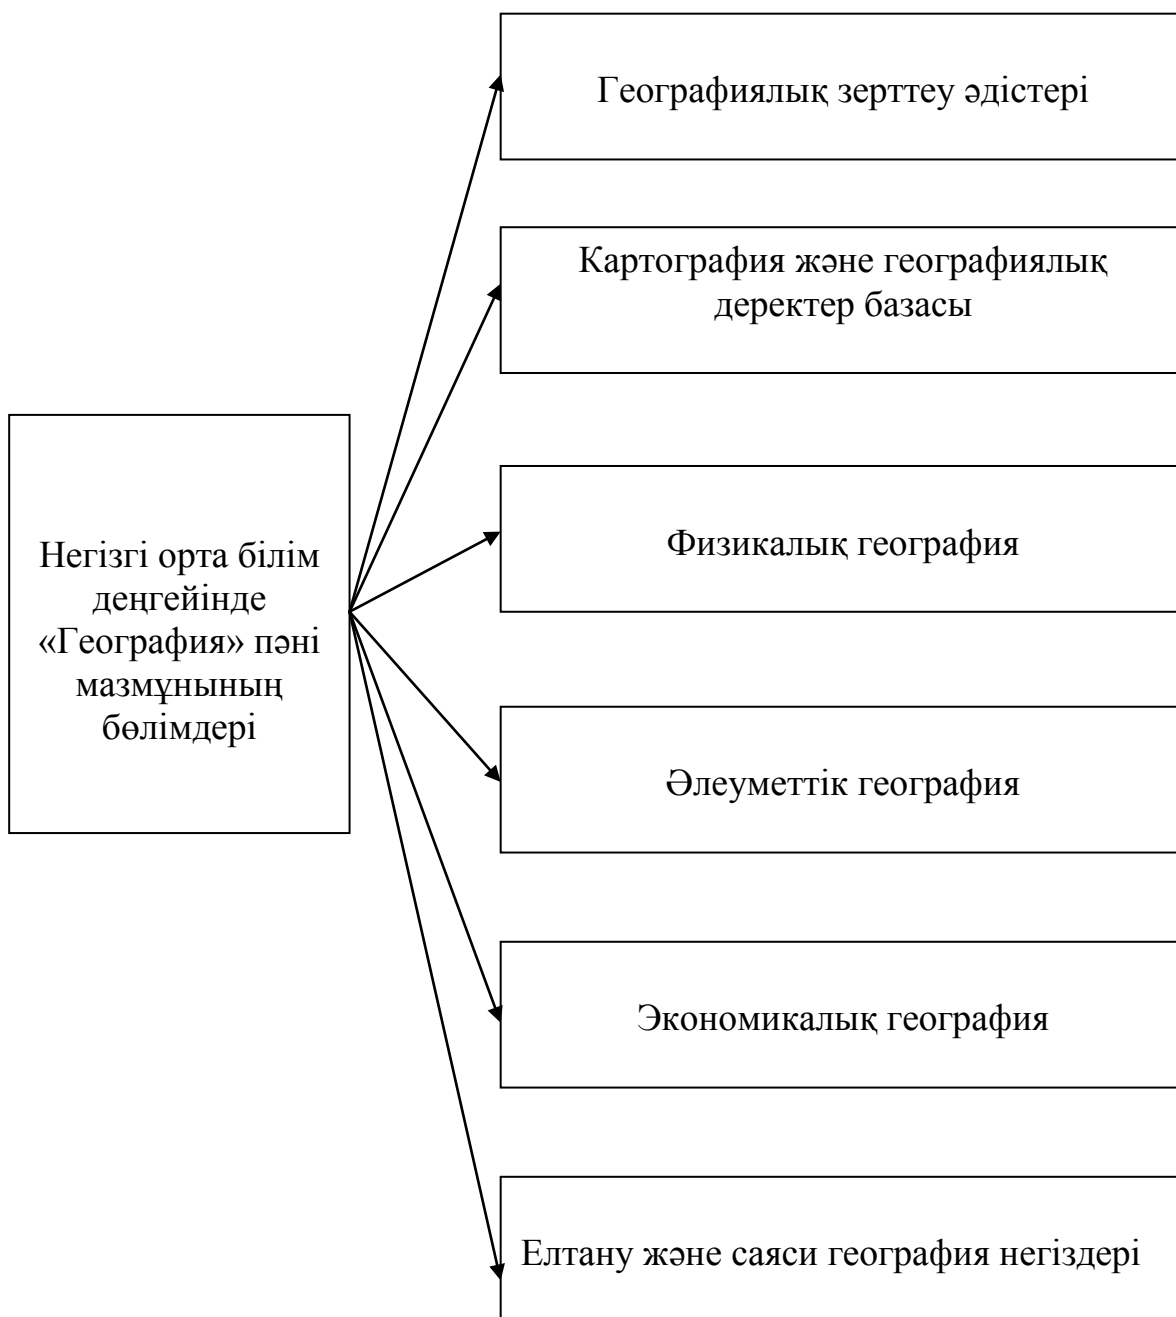 Географиялық зерттеу әдістері
Картография және географиялық
деректер базасы
Негізгі орта білім
деңгейінде
«География» пәні
мазмұнының
бөлімдері
Физикалық география
Әлеуметтік география
Экономикалық география
Елтану және саяси география негіздері